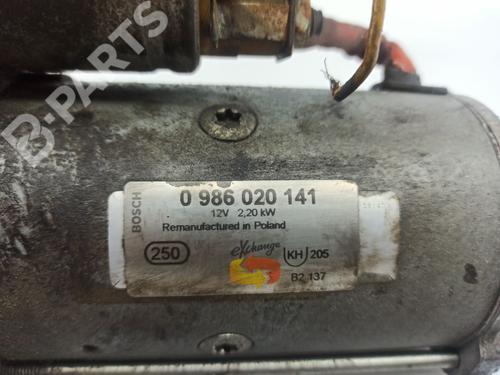 B-PARTS
BOSCH
0 986 020 141
12V 2,20 kW
Remanufactured in Poland
250
eXchange
KH 205
B2 137
B-PARTS